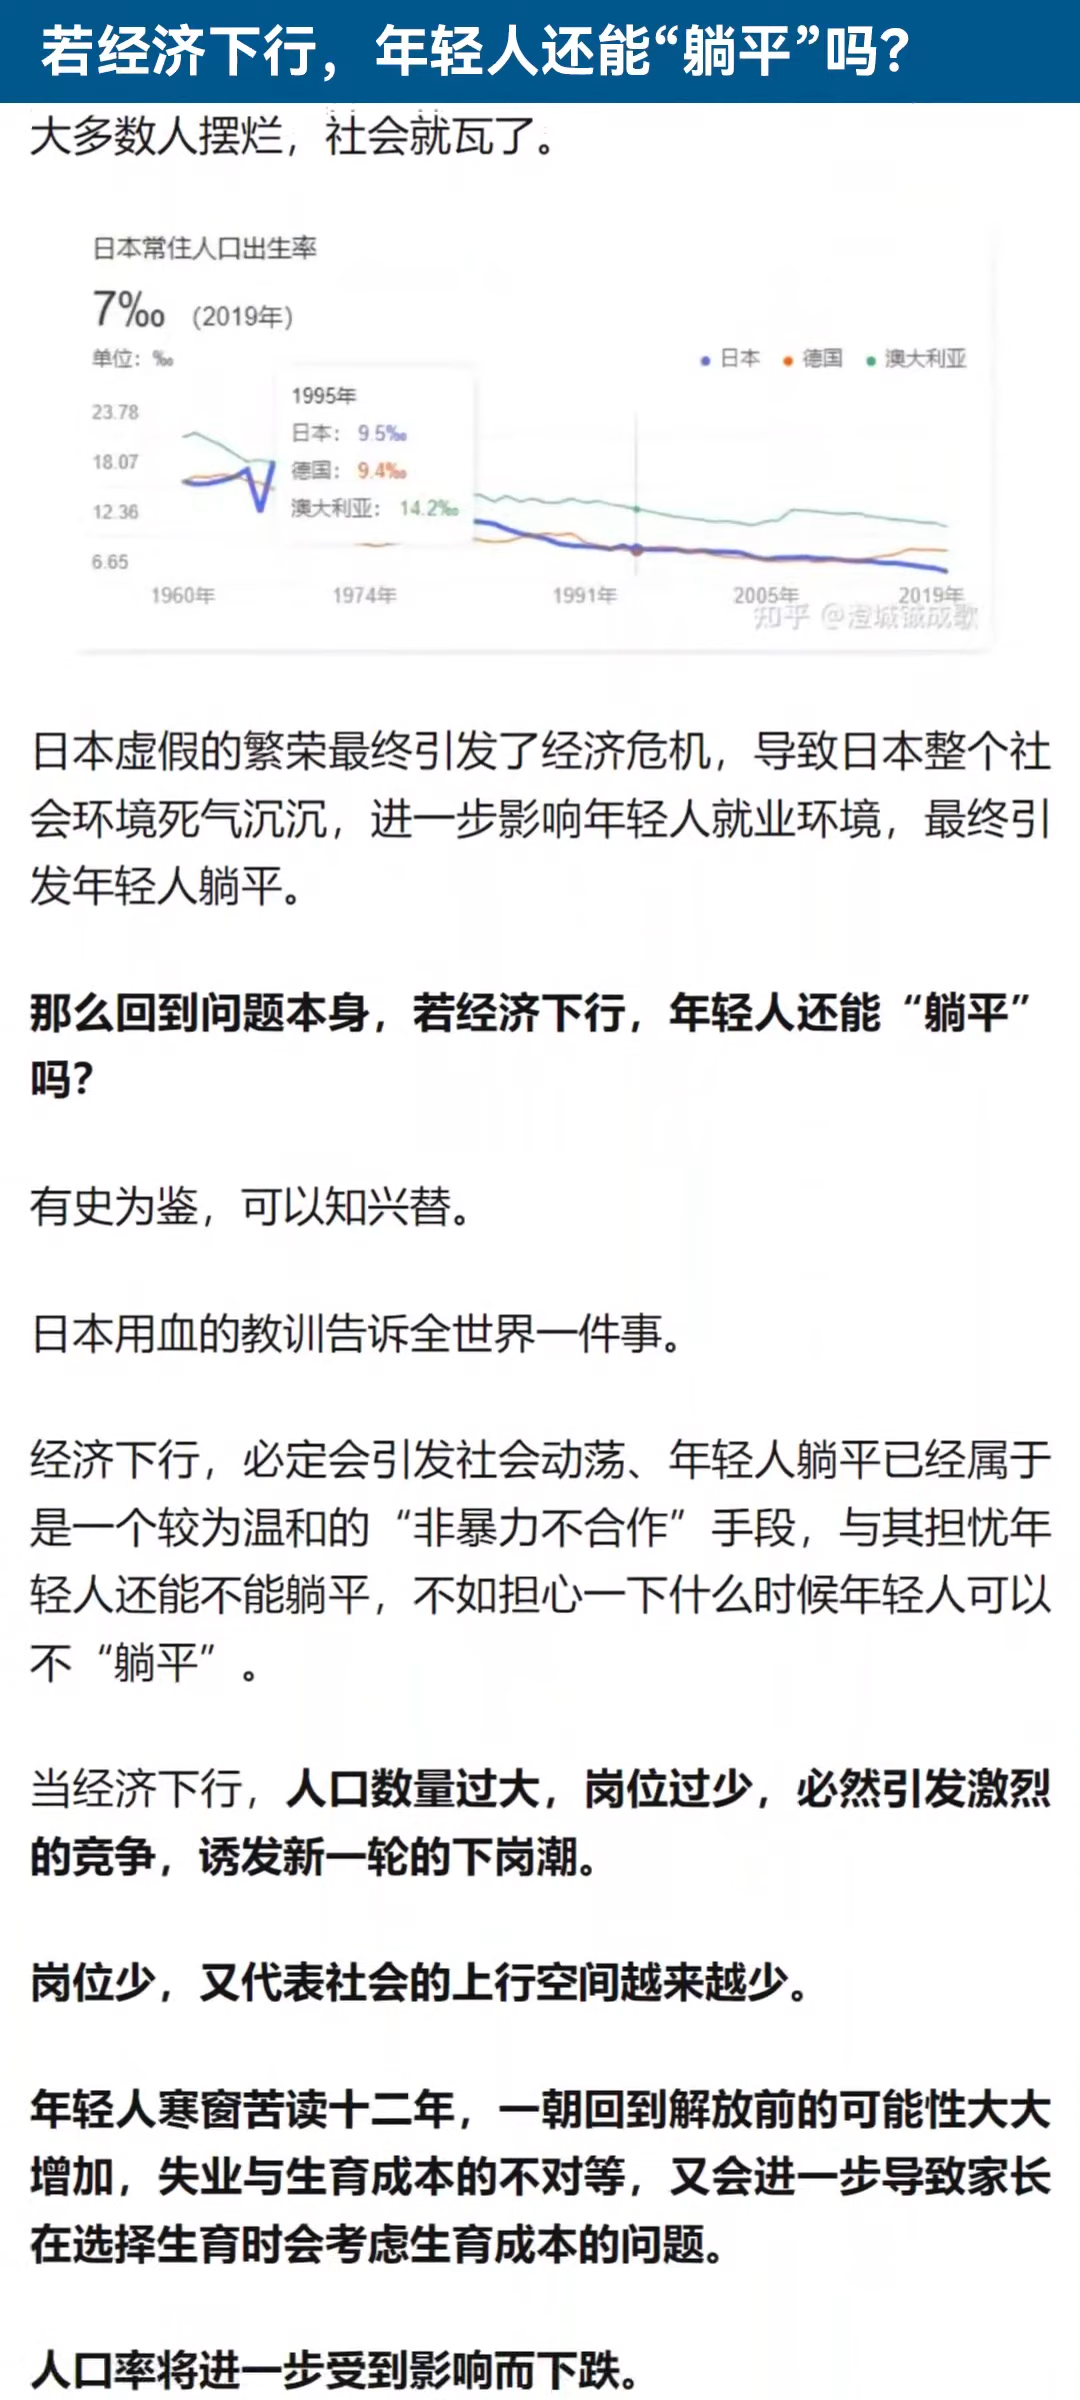 若经济下行，年轻人还能“躺平”吗？
大多数人摆烂，社会就瓦了。
日本常住人口出生率
7‰ （2019年）
单位：‰
日本 德国 澳大利亚
1995年
日本： 9.5‰
德国： 9.4‰
澳大利亚： 14.2‰
23.78
18.07
12.36
6.65
1960年 1974年 1991年 2005年 2019年
知乎 @澄城诚成歌
日本虚假的繁荣最终引发了经济危机，导致日本整个社
会环境死气沉沉，进一步影响年轻人就业环境，最终引
发年轻人躺平。
那么回到问题本身，若经济下行，年轻人还能“躺平”
吗？
有史为鉴，可以知兴替。
日本用血的教训告诉全世界一件事。
经济下行，必定会引发社会动荡、年轻人躺平已经属于
是一个较为温和的“非暴力不合作”手段，与其担忧年
轻人还能不能躺平，不如担心一下什么时候年轻人可以
不“躺平”。
当经济下行，人口数量过大，岗位过少，必然引发激烈
的竞争，诱发新一轮的下岗潮。
岗位少，又代表社会的上行空间越来越少。
年轻人寒窗苦读十二年，一朝回到解放前的可能性大大
增加，失业与生育成本的不对等，又会进一步导致家长
在选择生育时会考虑生育成本的问题。
人口率将进一步受到影响而下跌。